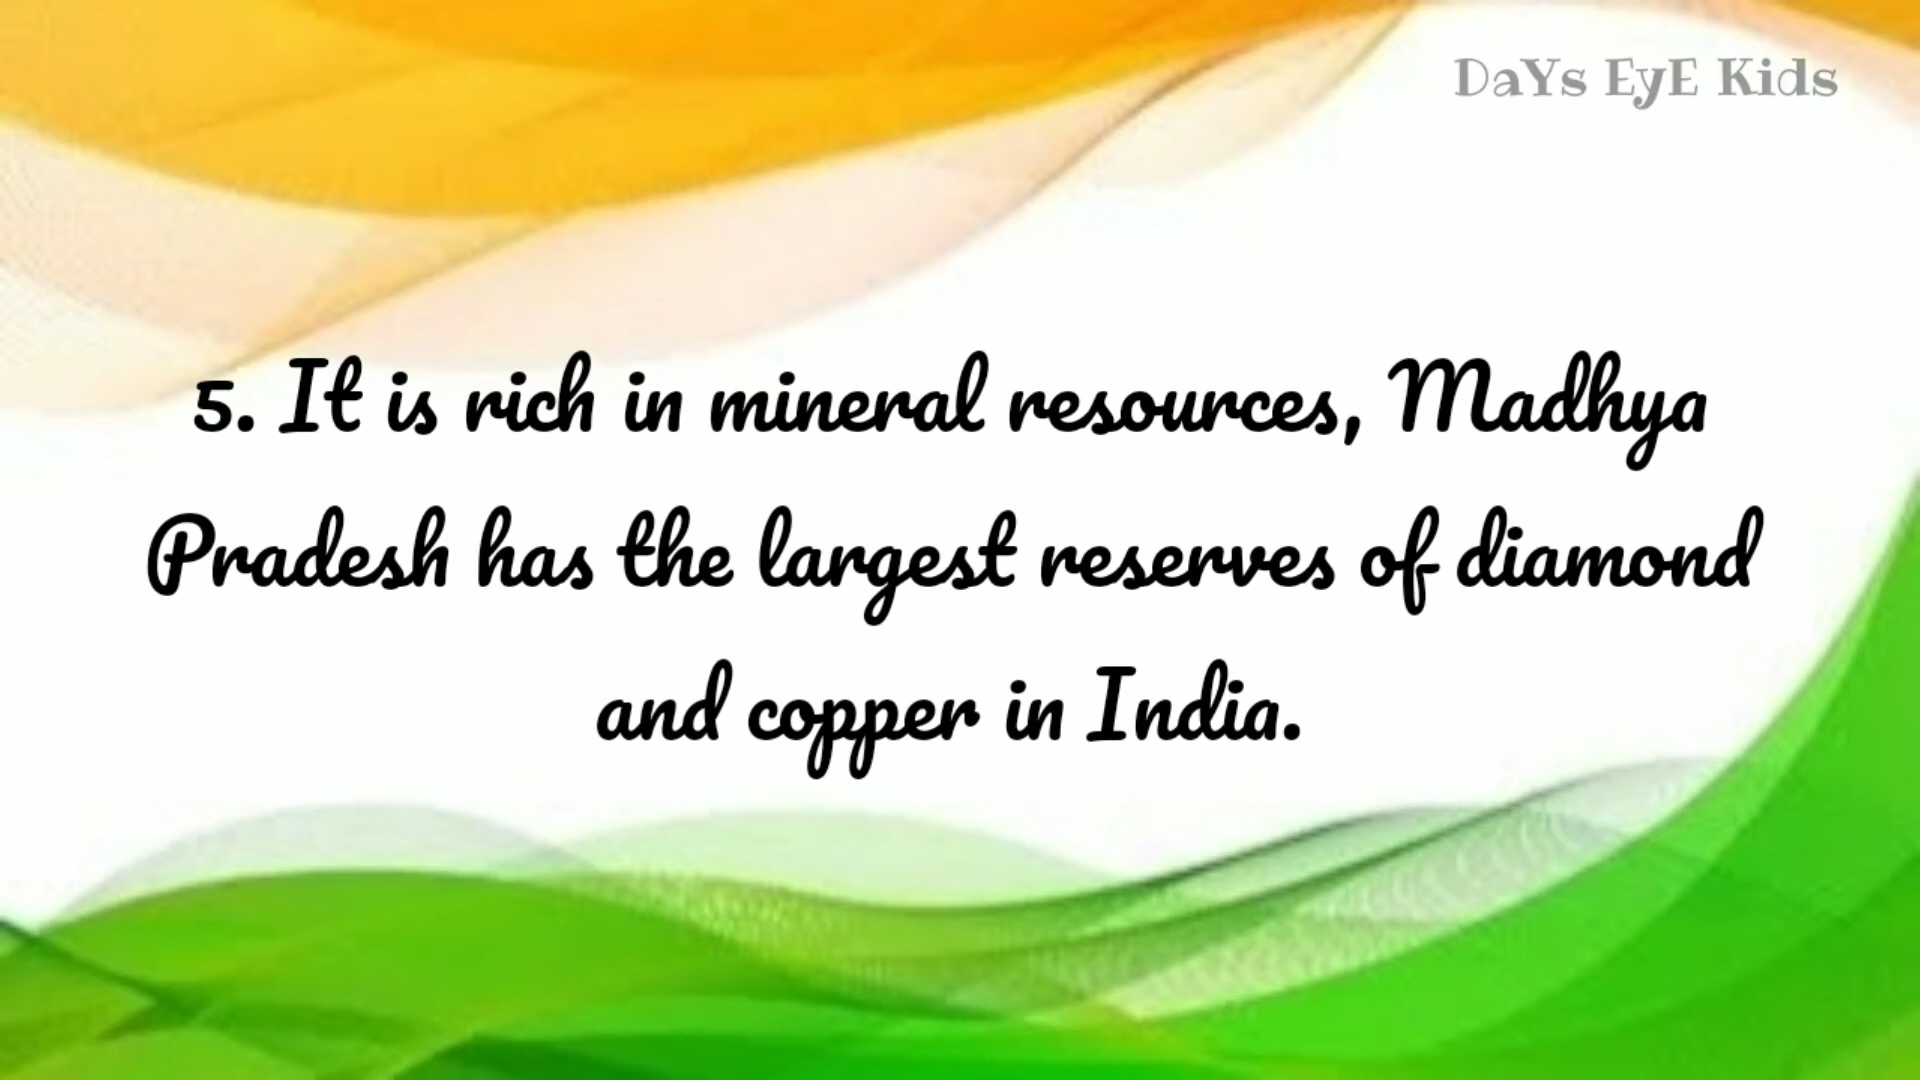 DaYs EyE Kids
5. It is rich in mineral resources, Madhya
Pradesh has the largest reserves of diamond
and copper in India.